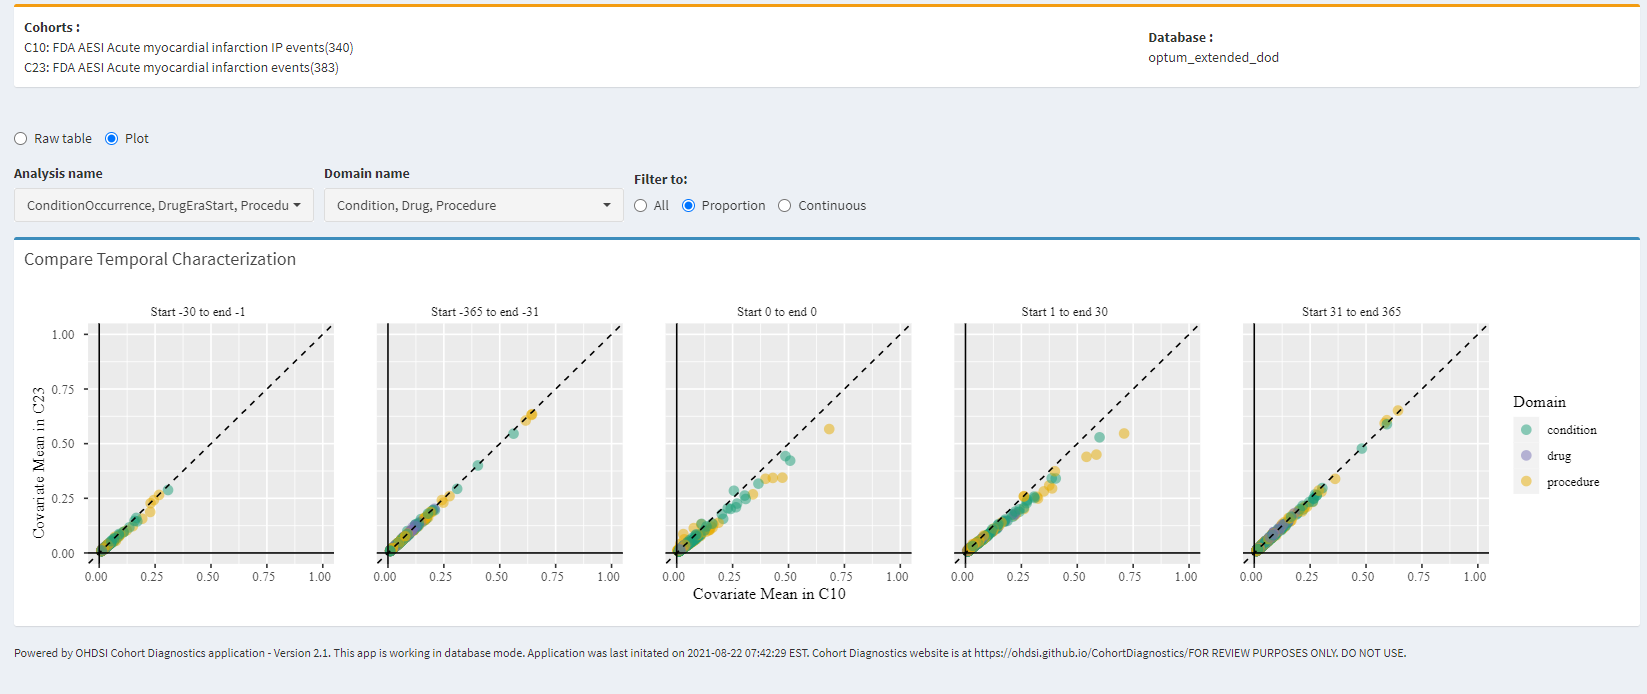 Cohorts :
C10: FDA AESI Acute myocardial infarction IP events(340)
C23: FDA AESI Acute myocardial infarction events(383)
Database :
optum_extended_dod
Raw table Plot
Analysis name Domain name Filter to:
ConditionOccurrence, DrugEraStart, Procedu Condition, Drug, Procedure All Proportion Continuous
Compare Temporal Characterization
Start -30 to end -1 Start -365 to end -31 Start 0 to end 0 Start 1 to end 30 Start 31 to end 365
Covariate Mean in C23
1.00
0.75
0.50
0.25
0.00
0.00 0.25 0.50 0.75 1.00 0.00 0.25 0.50 0.75 1.00 0.00 0.25 0.50 0.75 1.00 0.00 0.25 0.50 0.75 1.00 0.00 0.25 0.50 0.75 1.00
Covariate Mean in C10
Domain
condition
drug
procedure
Powered by OHDSI Cohort Diagnostics application - Version 2.1. This app is working in database mode. Application was last initated on 2021-08-22 07:42:29 EST. Cohort Diagnostics website is at https://ohdsi.github.io/CohortDiagnostics/FOR REVIEW PURPOSES ONLY. DO NOT USE.